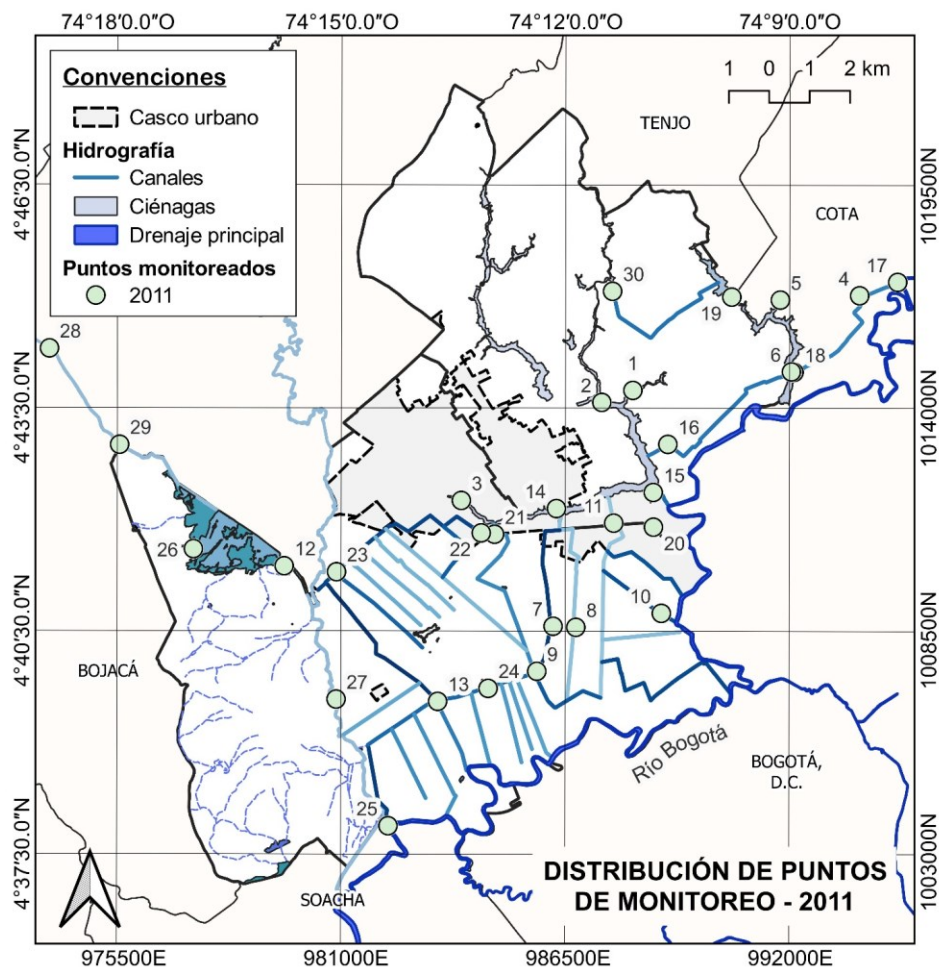 74°18.0'0"O 74°15.0'0"O 74°12.0'0"O 74°90.0"O
Convenciones
Casco urbano
Hidrografía
Canales
Ciénagas
Drenaje principal
Puntos monitoreados
2011
1 0 1 2 km
TENJO
COTA
4°46'30.0"N
1019500N
30
19
5
4
17
28
6
18
1
2
4°43'30.0"N
1014000N
29
16
3
14
11
15
21
22
20
26
12
23
7
8
10
4°40'30.0"N
1008500N
BOJACÁ
9
27
13
24
Río Bogotá
BOGOTÁ,
D.C.
25
4°37'30.0"N
1003000N
SOACHA
DISTRIBUCIÓN DE PUNTOS
DE MONITOREO - 2011
975500E 981000E 986500E 992000E